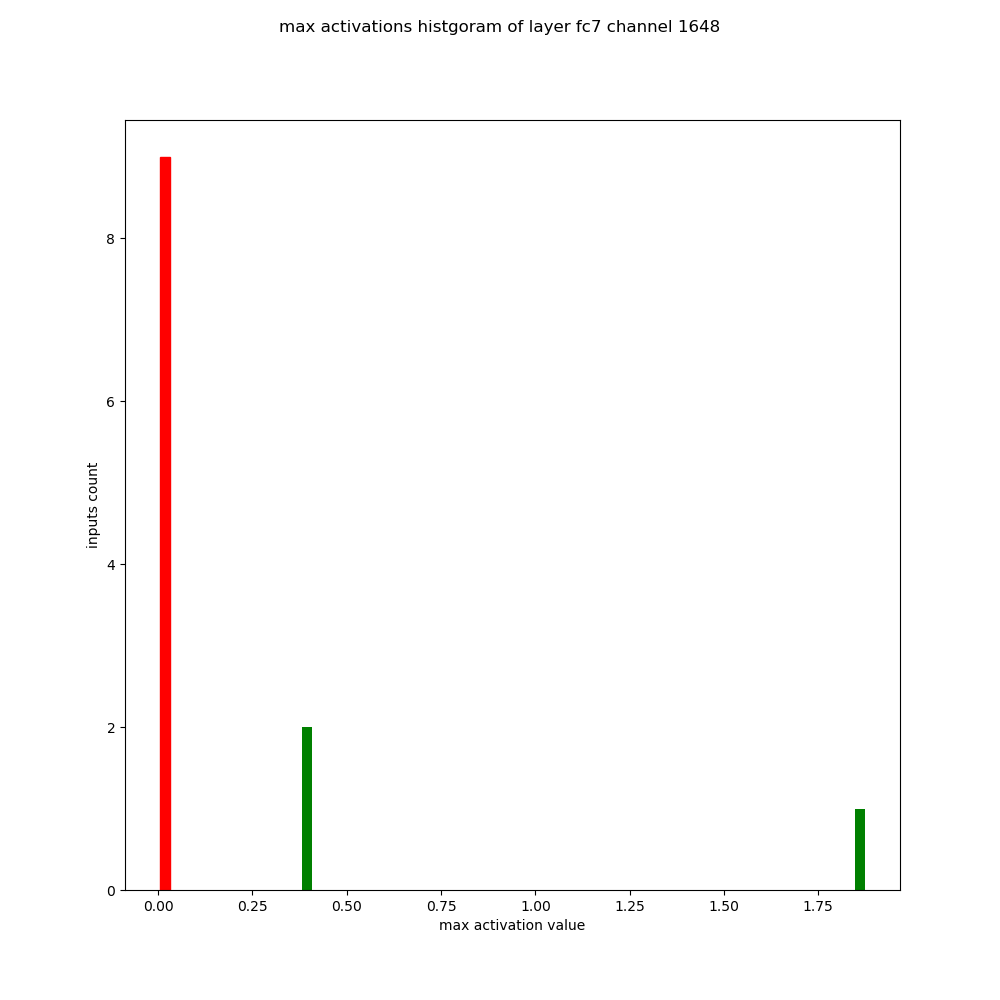 max activations histgoram of layer fc7 channel 1648
8
6
4
2
0
inputs count
0.00 0.25 0.50 0.75 1.00 1.25 1.50 1.75
max activation value